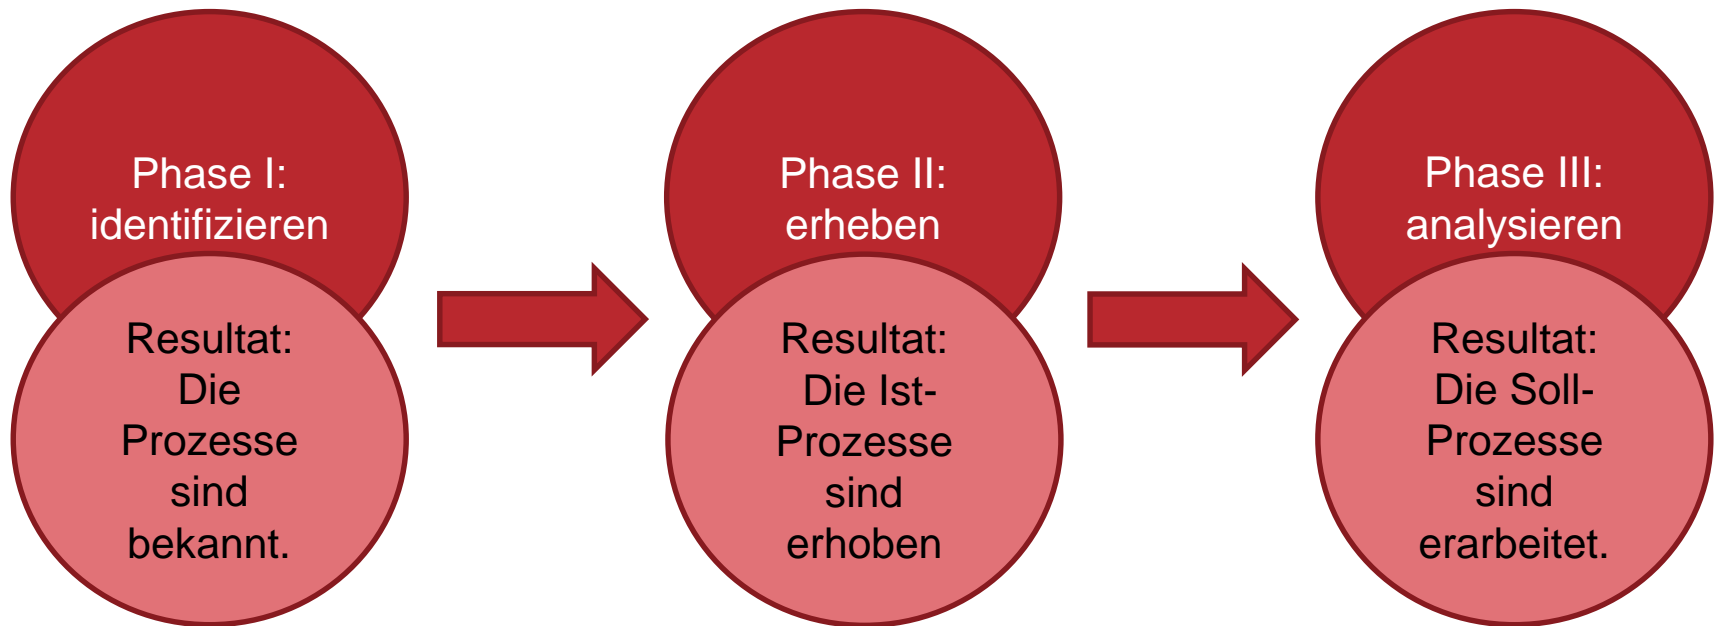 Phase I:
identifizieren
Resultat:
Die
Prozesse
sind
bekannt.
Phase II:
erheben
Resultat:
Die Ist-
Prozesse
sind
erhoben
Phase III:
analysieren
Resultat:
Die Soll-
Prozesse
sind
erarbeitet.